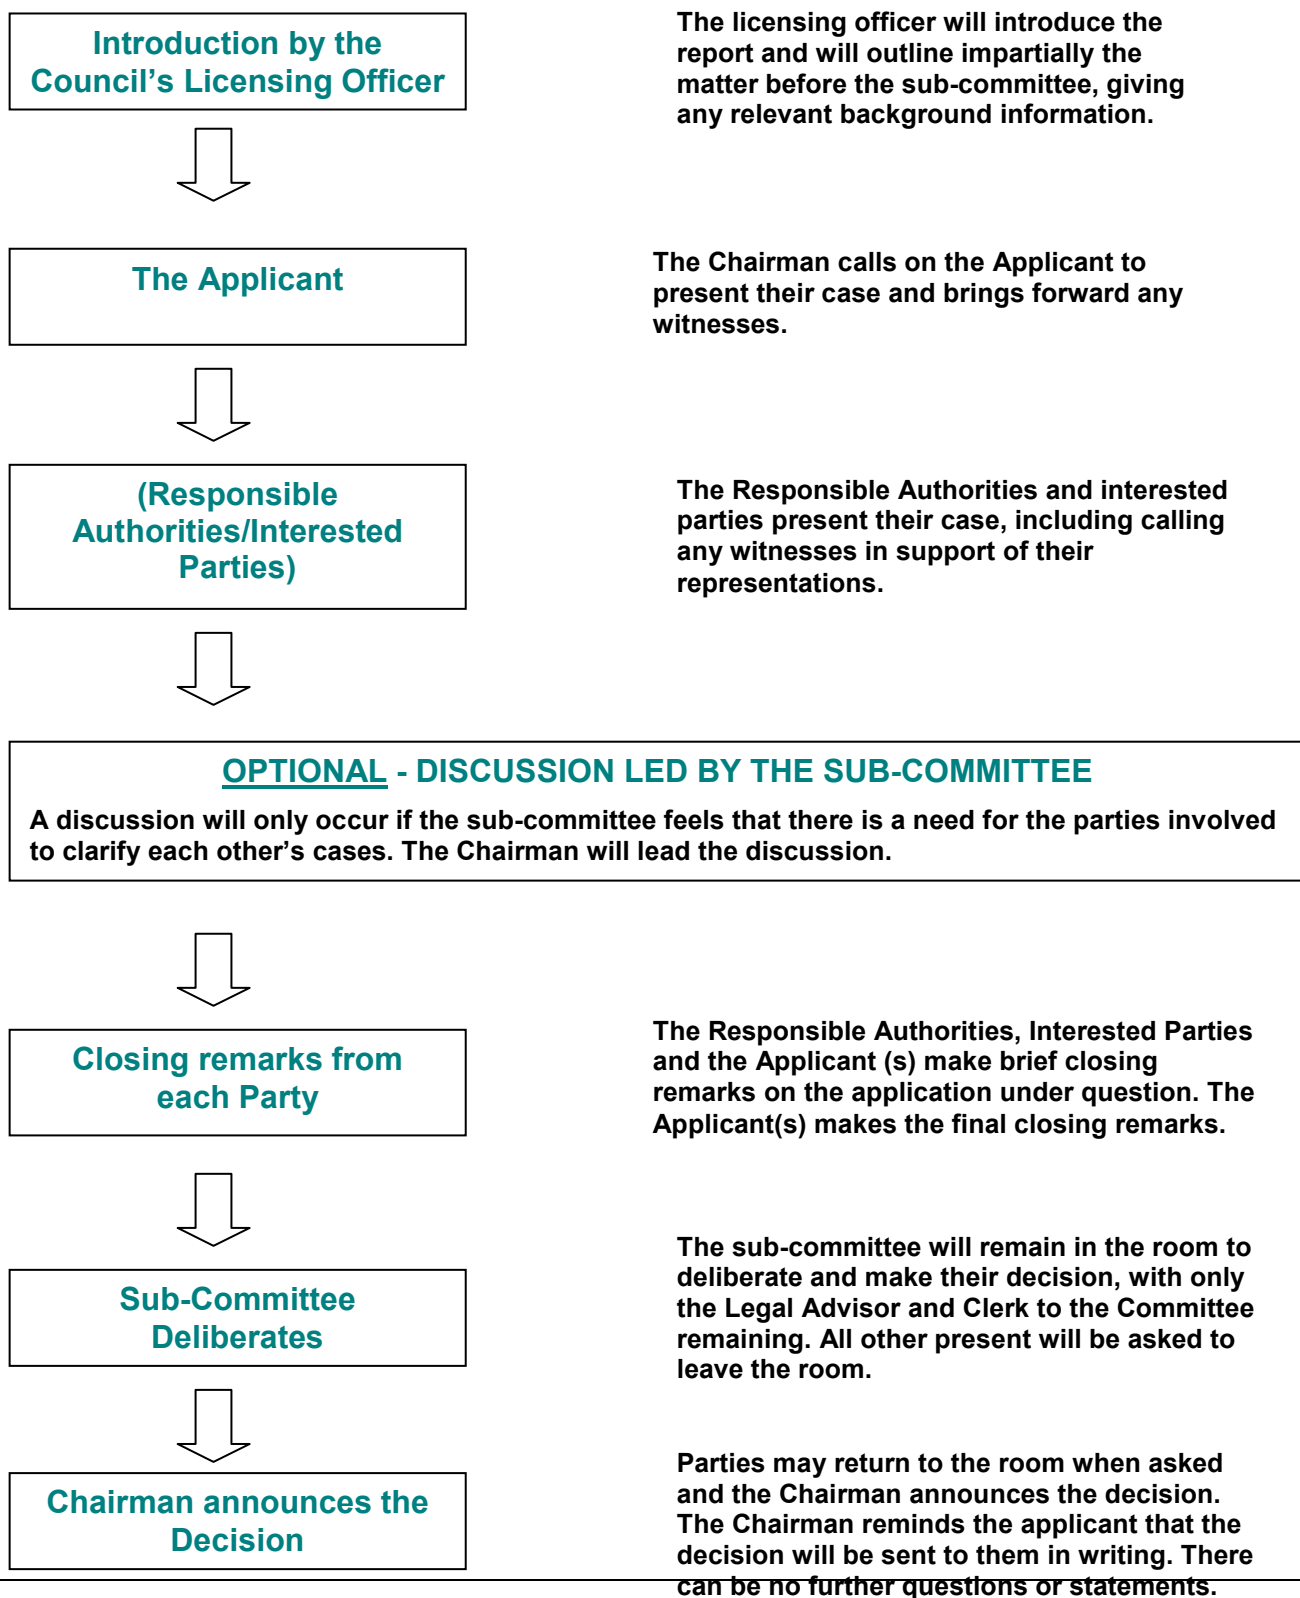 Introduction by the
Council's Licensing Officer
The licensing officer will introduce the
report and will outline impartially the
matter before the sub-committee, giving
any relevant background information.
The Applicant
The Chairman calls on the Applicant to
present their case and brings forward any
witnesses.
(Responsible
Authorities/Interested
Parties)
The Responsible Authorities and interested
parties present their case, including calling
any witnesses in support of their
representations.
OPTIONAL - DISCUSSION LED BY THE SUB-COMMITTEE
A discussion will only occur if the sub-committee feels that there is a need for the parties involved
to clarify each other's cases. The Chairman will lead the discussion.
Closing remarks from
each Party
The Responsible Authorities, Interested Parties
and the Applicant (s) make brief closing
remarks on the application under question. The
Applicant(s) makes the final closing remarks.
Sub-Committee
Deliberates
The sub-committee will remain in the room to
deliberate and make their decision, with only
the Legal Advisor and Clerk to the Committee
remaining. All other present will be asked to
leave the room.
Chairman announces the
Decision
Parties may return to the room when asked
and the Chairman announces the decision.
The Chairman reminds the applicant that the
decision will be sent to them in writing. There
can be no further questions or statements.